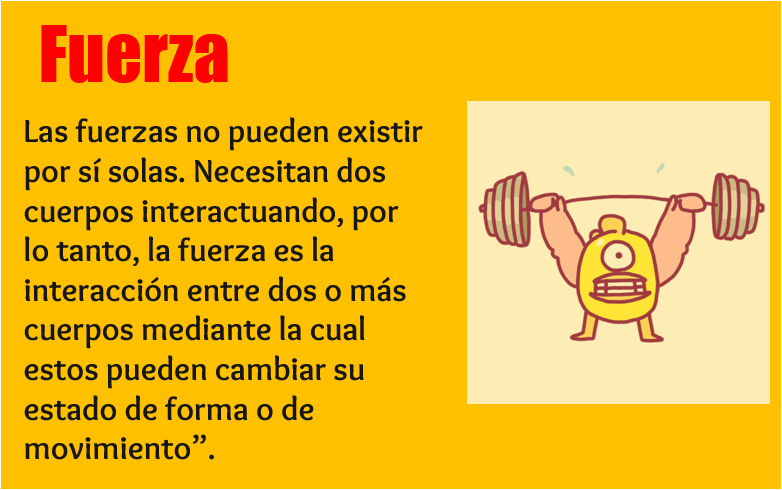 Fuerza
Las fuerzas no pueden existir
por sí solas. Necesitan dos
cuerpos interactuando, por
lo tanto, la fuerza es la
interacción entre dos o más
cuerpos mediante la cual
estos pueden cambiar su
estado de forma o de
movimiento”.